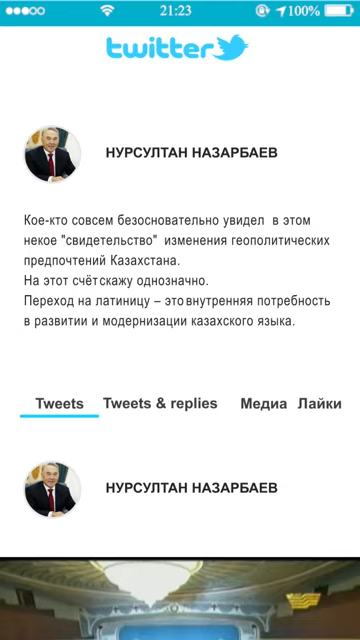 21:23
100%
twitter
НУРСУЛТАН НАЗАРБАЕВ
Кое-кто совсем безосновательно увидел в этом
некое "свидетельство" изменения геополитических
предпочтений Казахстана.
На этот счёт скажу однозначно.
Переход на латиницу – это внутренняя потребность
в развитии и модернизации казахского языка.
Tweets Tweets & replies Медиа Лайки
НУРСУЛТАН НАЗАРБАЕВ